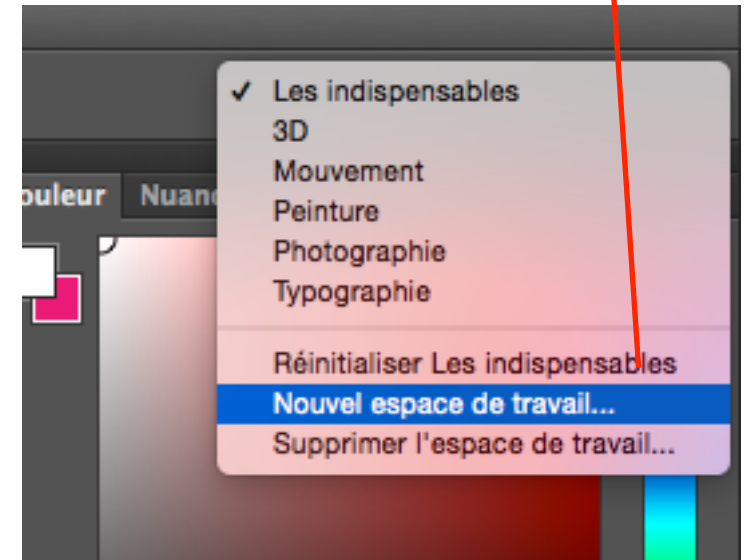 ✓ Les indispensables
3D
Mouvement
Peinture
Photographie
Typographie
ouleur Nuan
Réinitialiser Les indispensables
Nouvel espace de travail...
Supprimer l'espace de travail...